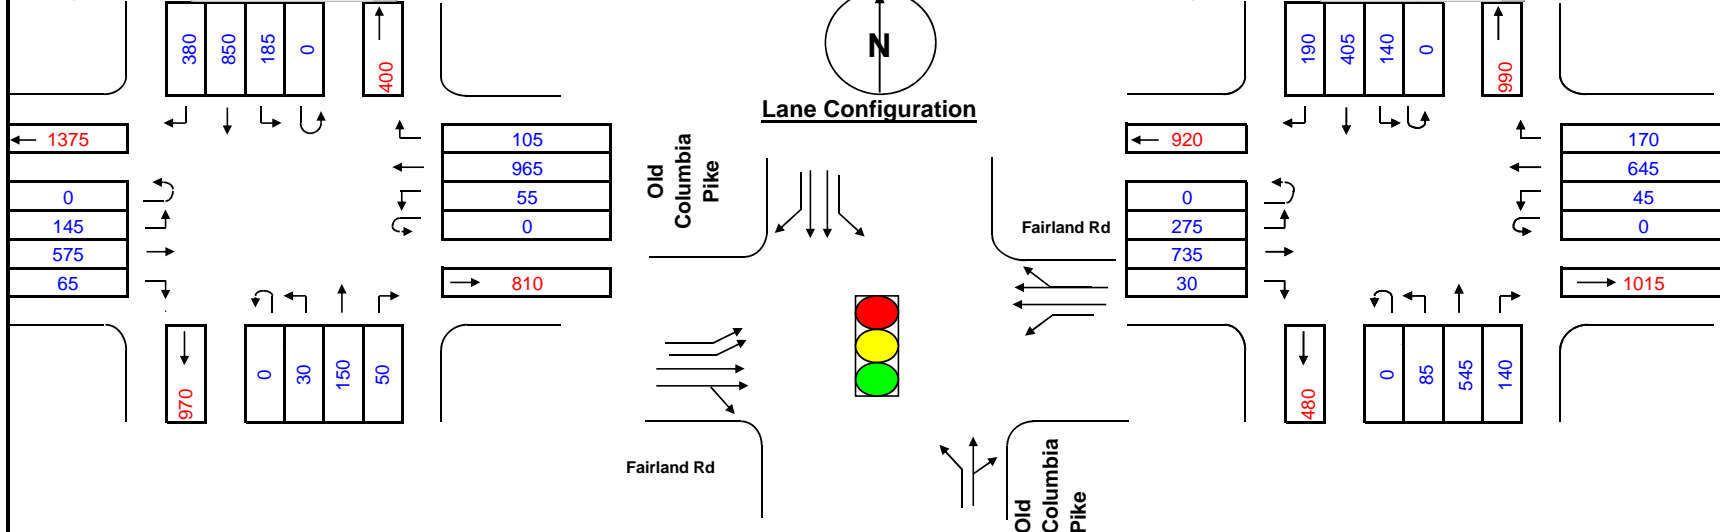 380 850 185 0
400
1375
105
965
55
0
0
145
575
65
810
970
0 30 150 50
N
Lane Configuration
Old
Columbia
Pike
Fairland Rd
Fairland Rd
Old
Columbia
Pike
190 405 140 0
990
920
170
645
45
0
0
275
735
30
1015
480
0 85 545 140